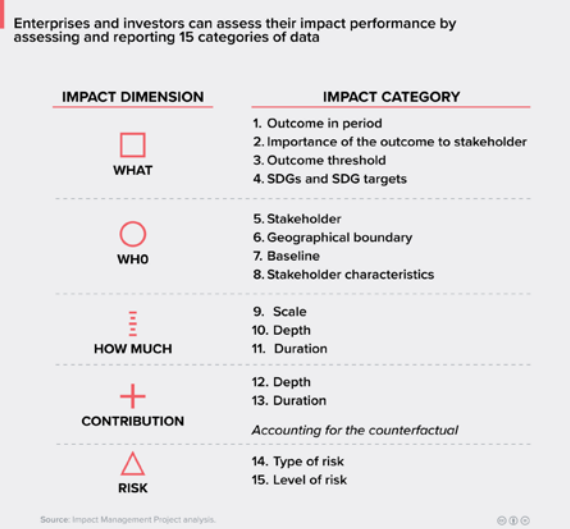 Enterprises and investors can assess their impact performance by
assessing and reporting 15 categories of data
IMPACT DIMENSION
IMPACT CATEGORY
WHAT
1. Outcome in period
2. Importance of the outcome to stakeholder
3. Outcome threshold
4. SDGs and SDG targets
WHO
5. Stakeholder
6. Geographical boundary
7. Baseline
8. Stakeholder characteristics
HOW MUCH
9. Scale
10. Depth
11. Duration
CONTRIBUTION
12. Depth
13. Duration
Accounting for the counterfactual
RISK
14. Type of risk
15. Level of risk
Source: Impact Management Project analysis.